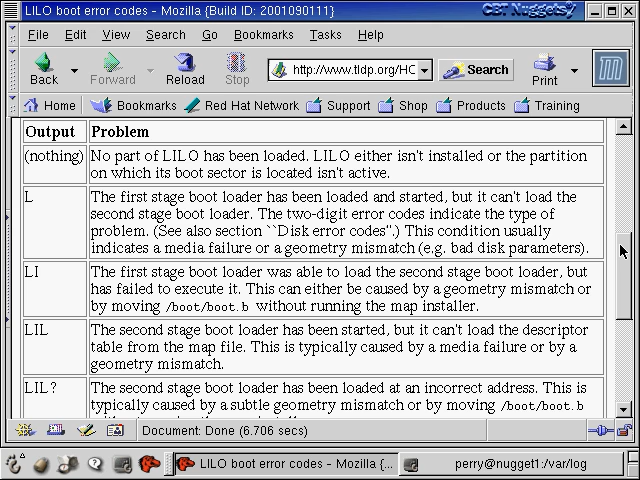 LILO boot error codes - Mozilla {Build ID: 2001090111}
CBT Nuggets
File Edit View Search Go Bookmarks Tasks Help
Back Forward Reload Stop http://www.tldp.org/HC Search Print
Home Bookmarks Red Hat Network Support Shop Products Training
Output Problem
(nothing) No part of LILO has been loaded. LILO either isn't installed or the partition
on which its boot sector is located isn't active.
L The first stage boot loader has been loaded and started, but it can't load the
second stage boot loader. The two-digit error codes indicate the type of
problem. (See also section ``Disk error codes''.) This condition usually
indicates a media failure or a geometry mismatch (e.g. bad disk parameters).
LI The first stage boot loader was able to load the second stage boot loader, but
has failed to execute it. This can either be caused by a geometry mismatch or
by moving /boot/boot.b without running the map installer.
LIL The second stage boot loader has been started, but it can't load the descriptor
table from the map file. This is typically caused by a media failure or by a
geometry mismatch.
LIL? The second stage boot loader has been loaded at an incorrect address. This is
typically caused by a subtle geometry mismatch or by moving /boot/boot.b
Document: Done (6.706 secs)
LILO boot error codes - Mozilla {... perry@nugget1:/var/log